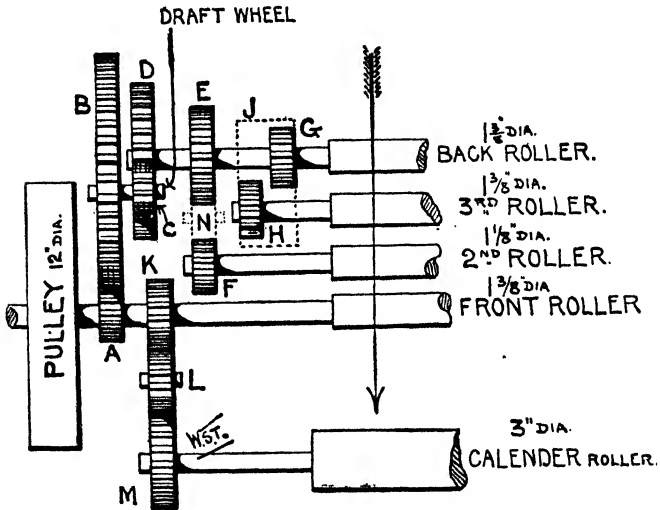 DRAFT WHEEL
D
B
E
J
G
1 3/8" DIA.
BACK ROLLER.
1 3/8" DIA.
3RD ROLLER.
C
N
H
1 1/8" DIA.
2ND ROLLER.
K
F
1 3/8" DIA
FRONT ROLLER
PULLEY 12" DIA.
A
L
W.S.T.
3" DIA.
CALENDER ROLLER.
M